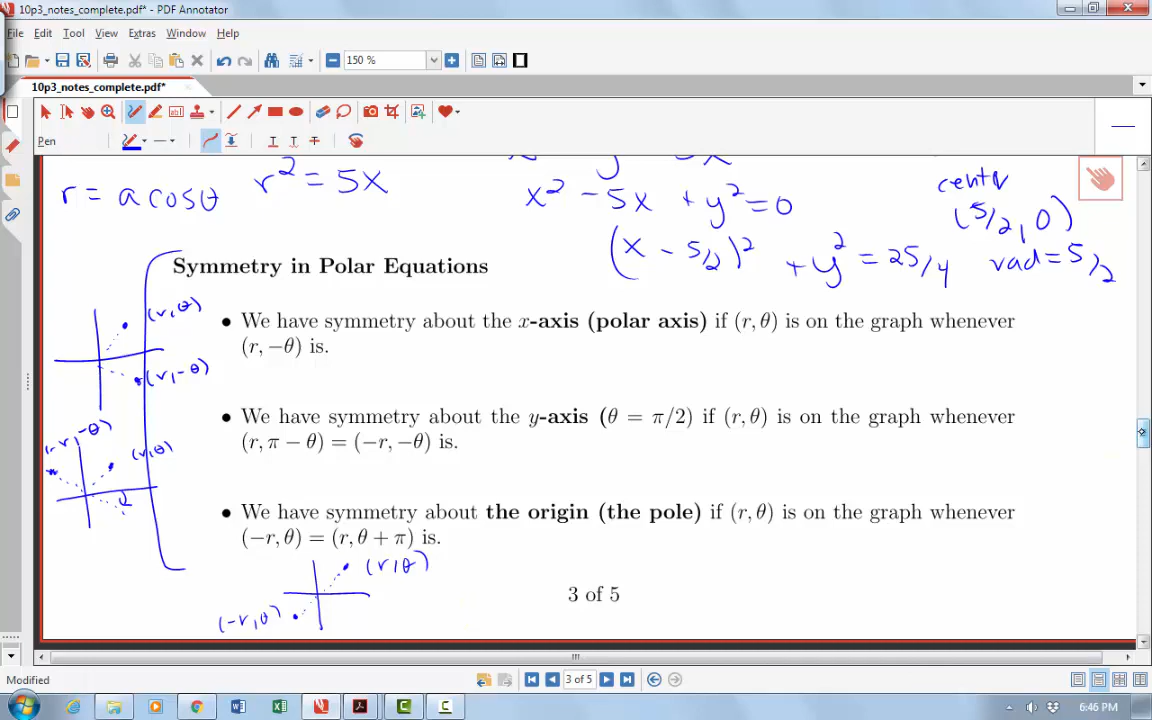 10p3_notes_complete.pdf* - PDF Annotator
File Edit Tool View Extras Window Help
150 %
10p3_notes_complete.pdf*
Pen
r = a cosθ
r² = 5x
x² - 5x + y² = 0
center
(5/2, 0)
(x - 5/2)² + y² = 25/4
rad = 5/2
Symmetry in Polar Equations
(r, θ)
• We have symmetry about the x-axis (polar axis) if (r, θ) is on the graph whenever
(r, −θ) is.
(r, -θ)
• We have symmetry about the y-axis (θ = π/2) if (r, θ) is on the graph whenever
(r, π − θ) = (−r, −θ) is.
(-r, -θ)
(r, θ)
• We have symmetry about the origin (the pole) if (r, θ) is on the graph whenever
(−r, θ) = (r, θ + π) is.
(r, θ)
(-r, θ)
3 of 5
3 of 5
Modified
6:46 PM